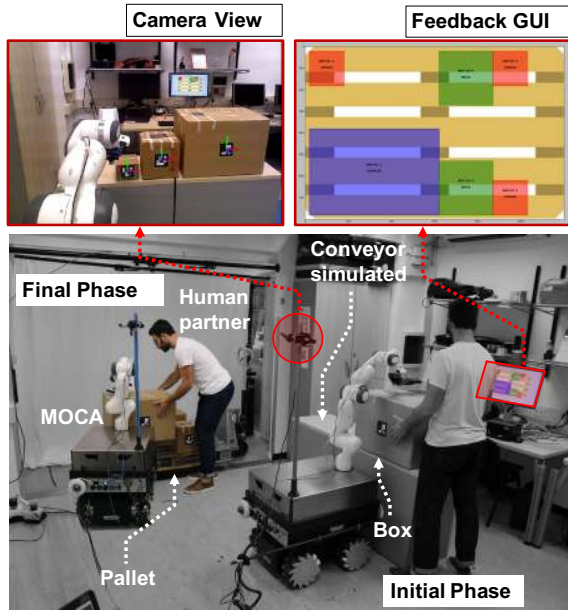 Camera View
Feedback GUI
Conveyor
simulated
Final Phase
Human
partner
MOCA
Box
Pallet
Initial Phase